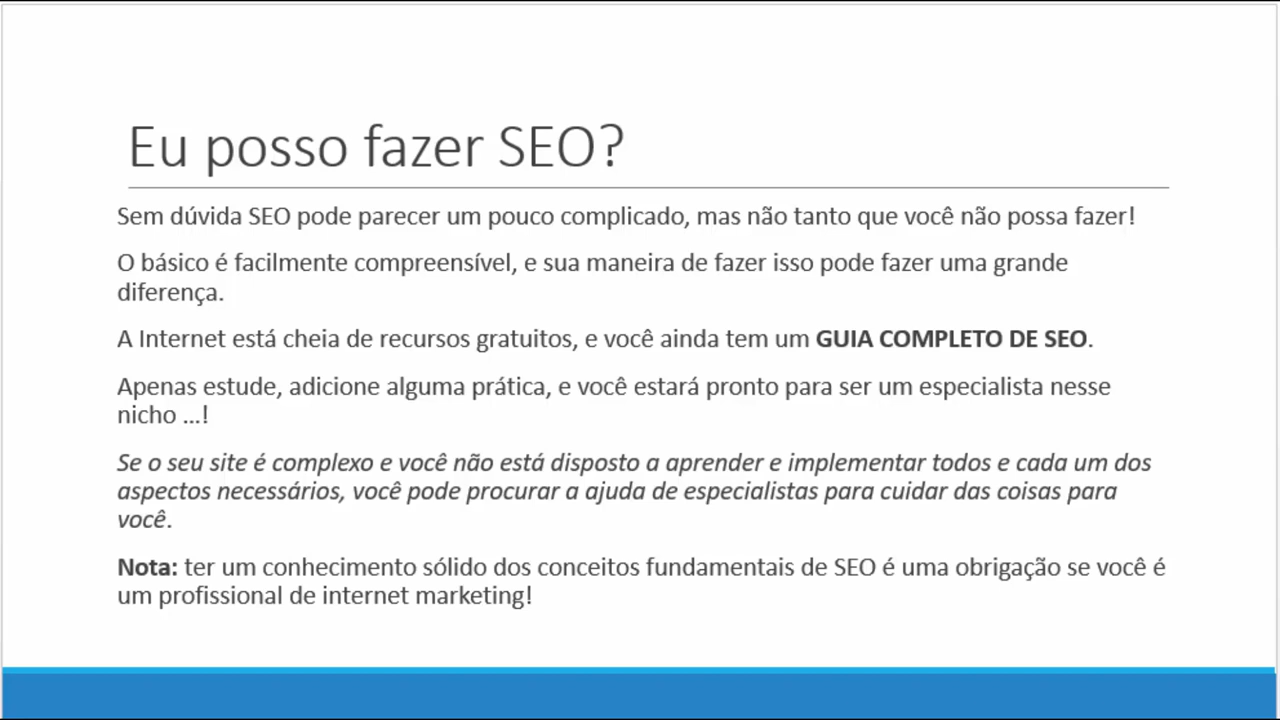 Eu posso fazer SEO?
Sem dúvida SEO pode parecer um pouco complicado, mas não tanto que você não possa fazer!
O básico é facilmente compreensível, e sua maneira de fazer isso pode fazer uma grande
diferença.
A Internet está cheia de recursos gratuitos, e você ainda tem um GUIA COMPLETO DE SEO.
Apenas estude, adicione alguma prática, e você estará pronto para ser um especialista nesse
nicho ...!
Se o seu site é complexo e você não está disposto a aprender e implementar todos e cada um dos
aspectos necessários, você pode procurar a ajuda de especialistas para cuidar das coisas para
você.
Nota: ter um conhecimento sólido dos conceitos fundamentais de SEO é uma obrigação se você é
um profissional de internet marketing!